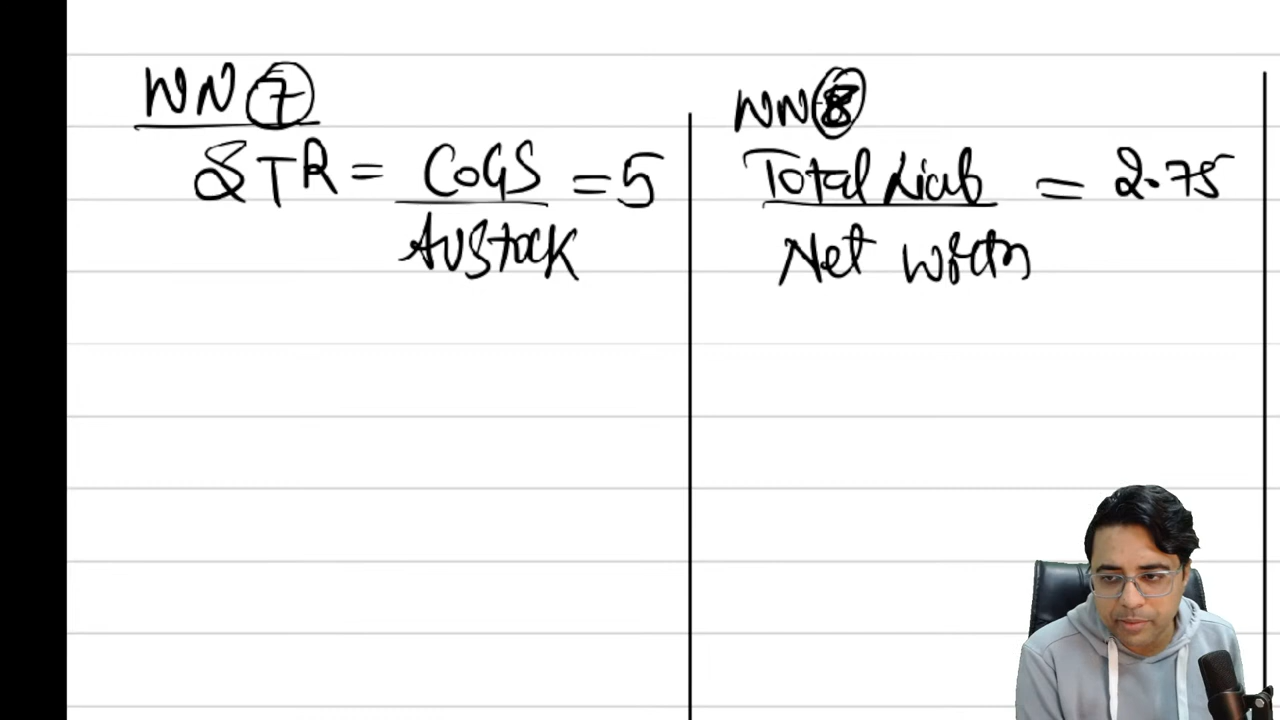 WN 7
STR = COGS = 5
AvStock
WN 8
Total Liab = 2.75
Net Worth